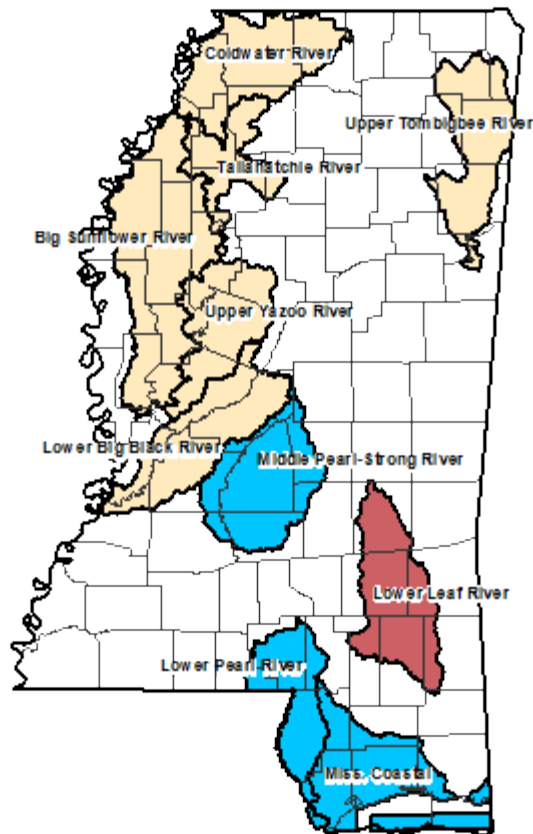 Coldwater River
Upper Tombigbee River
Tallahatchie River
Big Sunflower River
Upper Yazoo River
Lower Big Black River
Middle Pearl-Strong River
Lower Leaf River
Lower Pearl River
Miss. Coastal